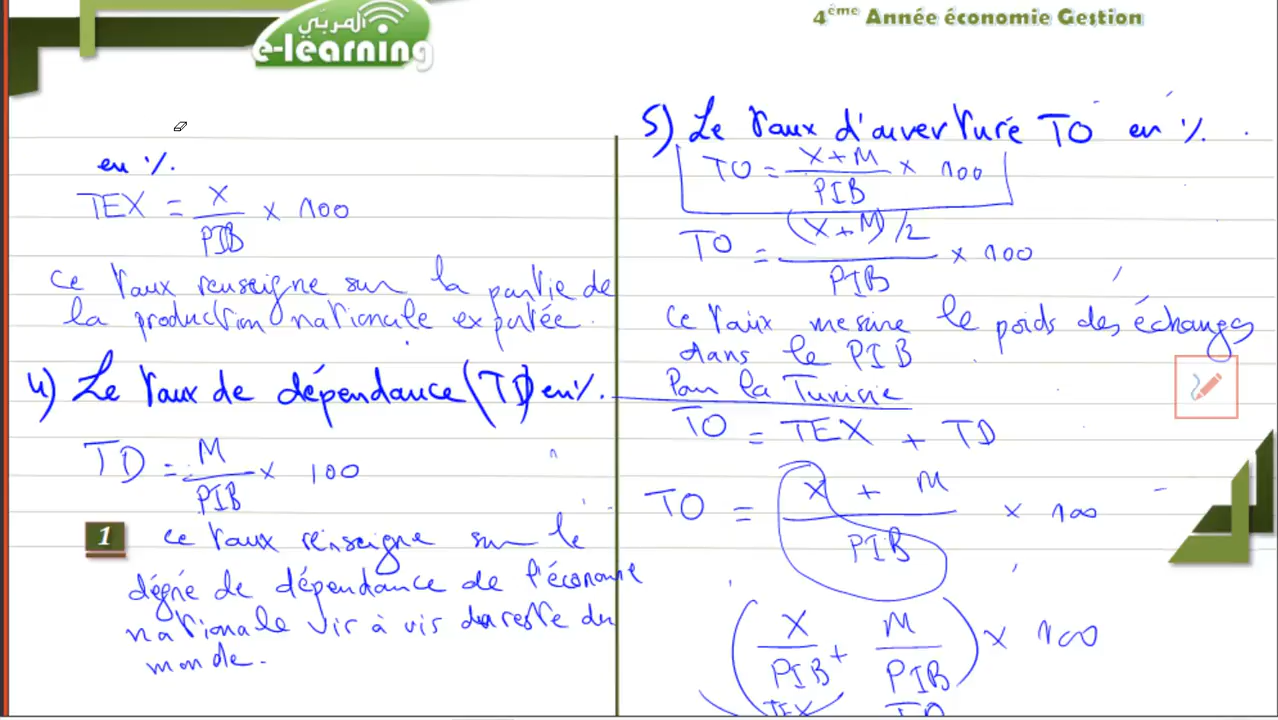 المربي
e-learning
4ème Année économie Gestion
en %.
TEX = X/PIB × 100
Ce taux renseigne sur la partie de
la production nationale exportée.
4) Le taux de dépendance (TD) en %.
TD = M/PIB × 100
1
Ce taux renseigne sur le
dégré de dépendance de l'économie
nationale vis à vis du reste du
monde.
5) Le taux d'ouverture TO en %.
TO = X+M/PIB × 100
TO = (X+M)/2/PIB × 100
Ce taux mesure le poids des échanges
dans le PIB
Pour la Tunisie
TO = TEX + TD
TO = X + M/PIB × 100
(X/PIB + M/PIB) × 100
TEX TD